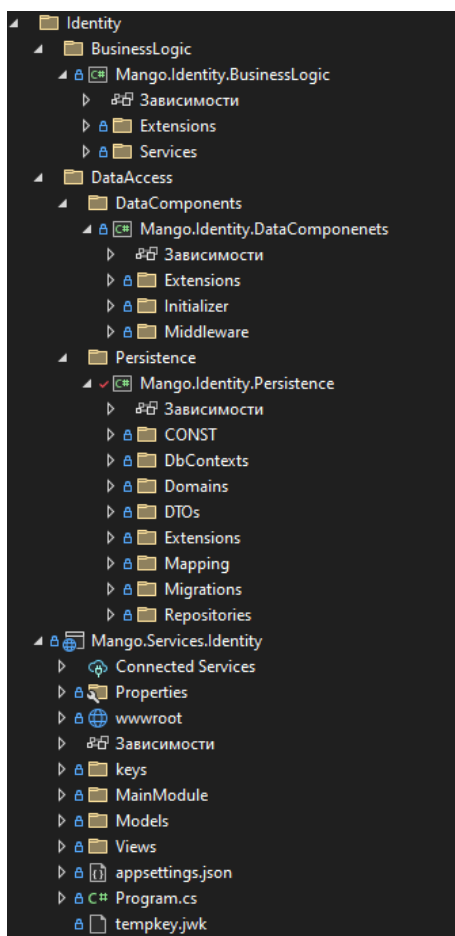 Identity
BusinessLogic
C# Mango.Identity.BusinessLogic
Зависимости
Extensions
Services
DataAccess
DataComponents
C# Mango.Identity.DataComponenets
Зависимости
Extensions
Initializer
Middleware
Persistence
C# Mango.Identity.Persistence
Зависимости
CONST
DbContexts
Domains
DTOs
Extensions
Mapping
Migrations
Repositories
Mango.Services.Identity
Connected Services
Properties
wwwroot
Зависимости
keys
MainModule
Models
Views
appsettings.json
C# Program.cs
tempkey.jwk